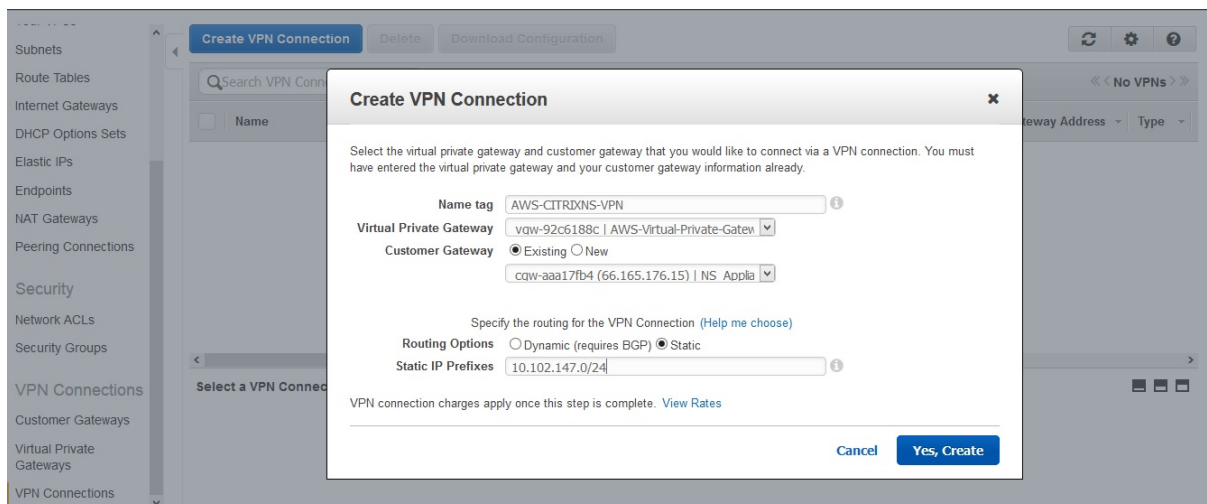 Subnets
Route Tables
Internet Gateways
DHCP Options Sets
Elastic IPs
Endpoints
NAT Gateways
Peering Connections
Security
Network ACLs
Security Groups
VPN Connections
Customer Gateways
Virtual Private
Gateways
VPN Connections
Create VPN Connection Delete Download Configuration
Search VPN Conn
« < No VPNs > »
Name
teway Address Type
Select a VPN Connec
Create VPN Connection
Select the virtual private gateway and customer gateway that you would like to connect via a VPN connection. You must
have entered the virtual private gateway and your customer gateway information already.
Name tag AWS-CITRIXNS-VPN
Virtual Private Gateway vgw-92c6188c | AWS-Virtual-Private-Gatew
Customer Gateway Existing New
cgw-aaa17fb4 (66.165.176.15) | NS_Applia
Specify the routing for the VPN Connection (Help me choose)
Routing Options Dynamic (requires BGP) Static
Static IP Prefixes 10.102.147.0/24
VPN connection charges apply once this step is complete. View Rates
Cancel Yes, Create